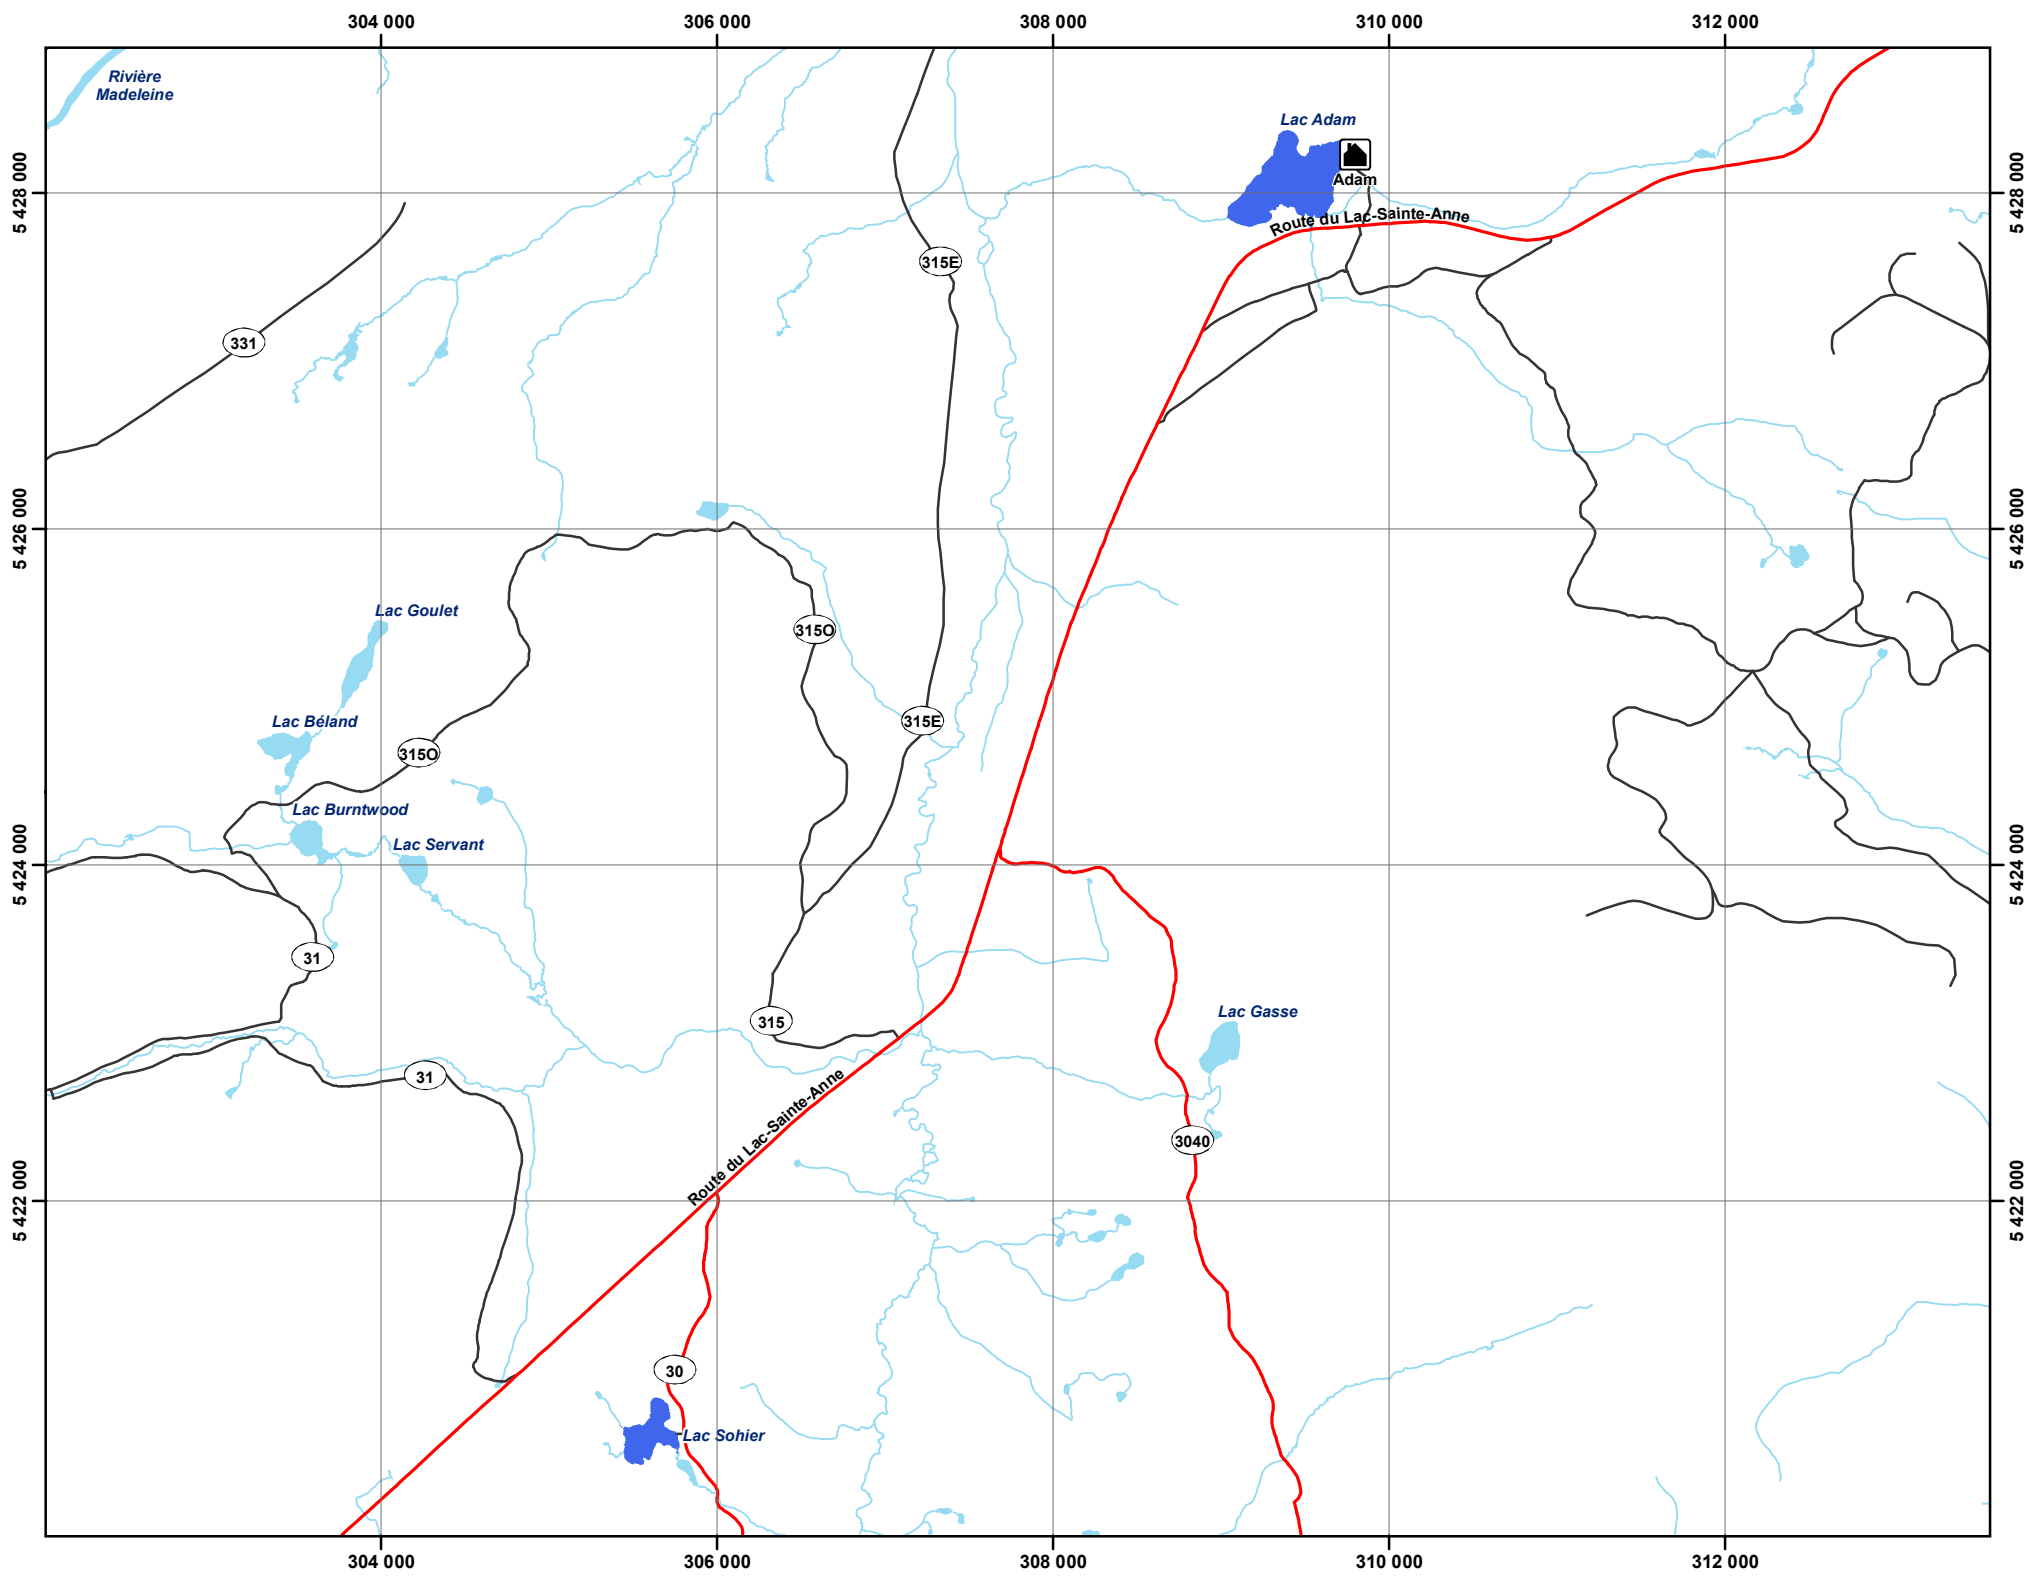 304 000
306 000
308 000
310 000
312 000
Rivière
Madeleine
Lac Adam
5 428 000
Adam
5 428 000
Route du Lac-Sainte-Anne
315E
331
5 426 000
5 426 000
Lac Goulet
315O
Lac Béland
315E
315O
Lac Burntwood
Lac Servant
5 424 000
5 424 000
31
Lac Gasse
315
31
Route du Lac-Sainte-Anne
3040
5 422 000
5 422 000
30
Lac Sohier
304 000
306 000
308 000
310 000
312 000